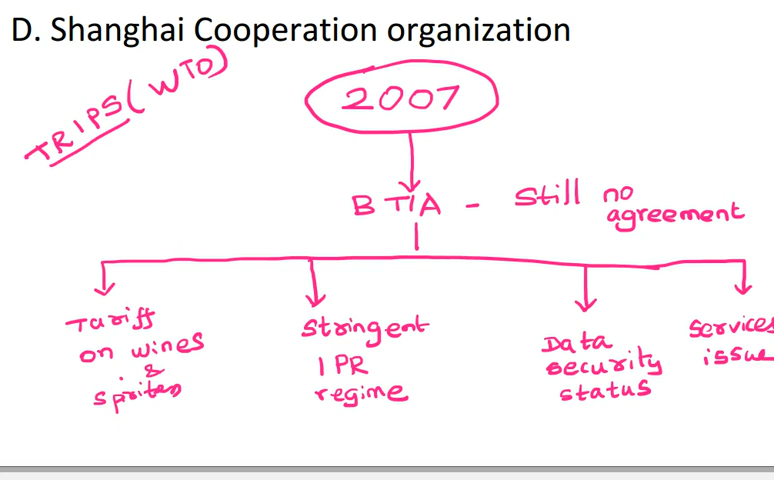 D. Shanghai Cooperation organization
TRIPS (WTO)
2007
BTIA - Still no
agreement
Tariff
on wines
&
Stringent
IPR
regime
Data
security
status
services
issue